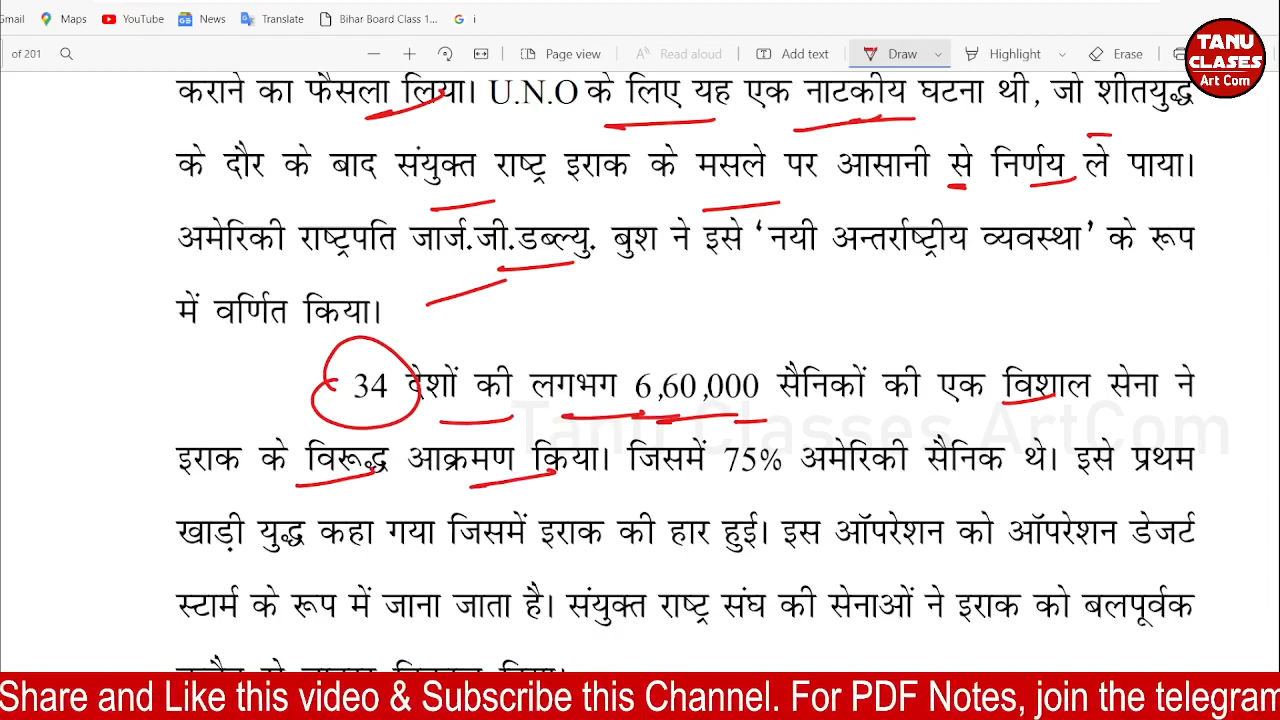 Gmail Maps YouTube News Translate Bihar Board Class 1... i
of 201 Page view Read aloud Add text Draw Highlight Erase
TANU
CLASES
Art Com
कराने का फैसला लिया। U.N.O के लिए यह एक नाटकीय घटना थी, जो शीतयुद्ध
के दौर के बाद संयुक्त राष्ट्र इराक के मसले पर आसानी से निर्णय ले पाया।
अमेरिकी राष्ट्रपति जार्ज.जी.डब्ल्यु. बुश ने इसे ‘नयी अन्तर्राष्ट्रीय व्यवस्था’ के रूप
में वर्णित किया।
34 देशों की लगभग 6,60,000 सैनिकों की एक विशाल सेना ने
Tanu Classes ArtCom
इराक के विरूद्ध आक्रमण किया। जिसमें 75% अमेरिकी सैनिक थे। इसे प्रथम
खाड़ी युद्ध कहा गया जिसमें इराक की हार हुई। इस ऑपरेशन को ऑपरेशन डेजर्ट
स्टार्म के रूप में जाना जाता है। संयुक्त राष्ट्र संघ की सेनाओं ने इराक को बलपूर्वक
Share and Like this video & Subscribe this Channel. For PDF Notes, join the telegram